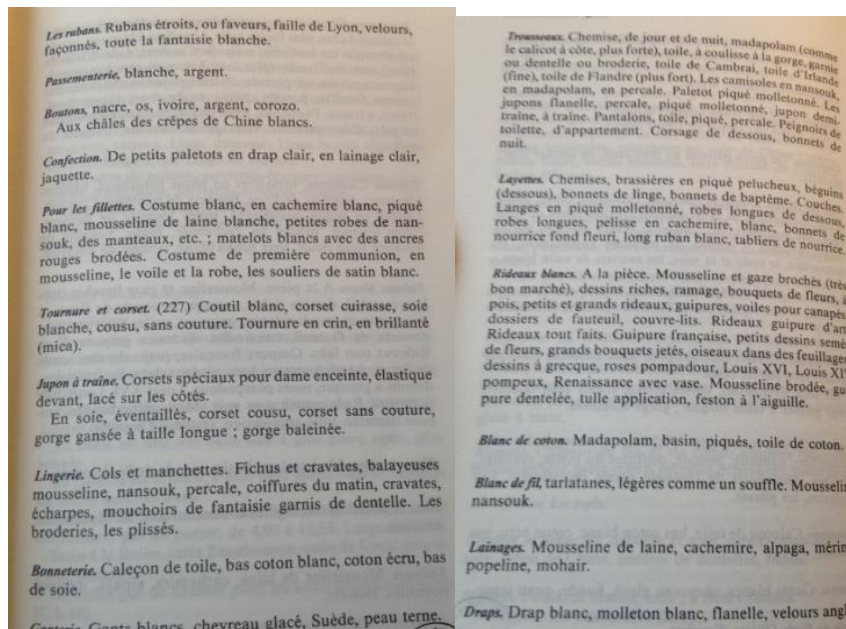 Les rubans. Rubans étroits, ou faveurs, faille de Lyon, velours,
façonnés, toute la fantaisie blanche.
Passementerie, blanche, argent.
Boutons, nacre, os, ivoire, argent, corozo.
Aux châles des crêpes de Chine blancs.
Confection. De petits paletots en drap clair, en lainage clair,
jaquette.
Pour les fillettes. Costume blanc, en cachemire blanc, piqué
blanc, mousseline de laine blanche, petites robes de nan-
souk, des manteaux, etc. ; matelots blancs avec des ancres
rouges brodées. Costume de première communion, en
mousseline, le voile et la robe, les souliers de satin blanc.
Tournure et corset. (227) Coutil blanc, corset cuirasse, soie
blanche, cousu, sans couture. Tournure en crin, en brillanté
(mica).
Jupon à traîne. Corsets spéciaux pour dame enceinte, élastique
devant, lacé sur les côtés.
En soie, éventaillés, corset cousu, corset sans couture,
gorge gansée à taille longue ; gorge baleinée.
Lingerie. Cols et manchettes. Fichus et cravates, balayeuses
mousseline, nansouk, percale, coiffures du matin, cravates,
écharpes, mouchoirs de fantaisie garnis de dentelle. Les
broderies, les plissés.
Bonneterie. Caleçon de toile, bas coton blanc, coton écru, bas
de soie.
Gants blancs, chevreau glacé, Suède, peau terne.
Trousseaux. Chemise, de jour et de nuit, madapolam (comme
le calicot à côte, plus forte), toile, à coulisse à la gorge, garnie
ou dentelle ou broderie, toile de Cambrai, toile d'Irlande
(fine), toile de Flandre (plus fort). Les camisoles en nansouk,
en madapolam, en percale. Paletot piqué molletonné. Les
jupons flanelle, percale, piqué molletonné, jupon demi-
traîne, à traîne. Pantalons, toile, piqué, percale. Peignoirs de
toilette, d'appartement. Corsage de dessous, bonnets de
nuit.
Layettes. Chemises, brassières en piqué pelucheux, béguins
(dessous), bonnets de linge, bonnets de baptême. Couches.
Langes en piqué molletonné, robes longues de dessous,
robes longues, pelisse en cachemire, blanc, bonnets de
nourrice fond fleuri, long ruban blanc, tabliers de nourrice.
Rideaux blancs. A la pièce. Mousseline et gaze brochés (très
bon marché), dessins riches, ramage, bouquets de fleurs, à
pois, petits et grands rideaux, guipures, voiles pour canapés,
dossiers de fauteuil, couvre-lits. Rideaux guipure d'art
Rideaux tout faits. Guipure française, petits dessins semé
de fleurs, grands bouquets jetés, oiseaux dans des feuillage
dessins à grecque, roses pompadour, Louis XVI, Louis XI
pompeux, Renaissance avec vase. Mousseline brodée, gu
pure dentelée, tulle application, feston à l'aiguille.
Blanc de coton. Madapolam, basin, piqués, toile de coton.
Blanc de fil, tarlatanes, légères comme un souffle. Mousselin
nansouk.
Lainages. Mousseline de laine, cachemire, alpaga, mérin
popeline, mohair.
Draps. Drap blanc, molleton blanc, flanelle, velours angl